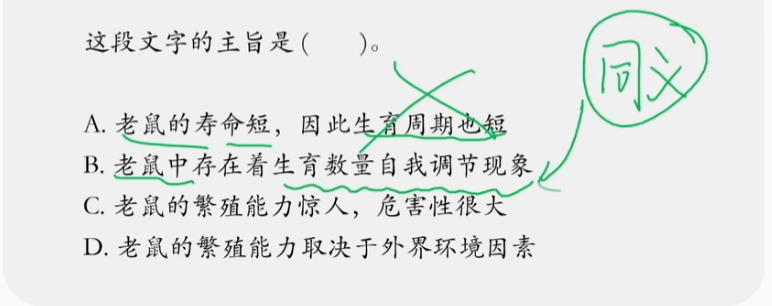 这段文字的主旨是(　　)。
同义
A. 老鼠的寿命短，因此生育周期也短
B. 老鼠中存在着生育数量自我调节现象
C. 老鼠的繁殖能力惊人，危害性很大
D. 老鼠的繁殖能力取决于外界环境因素